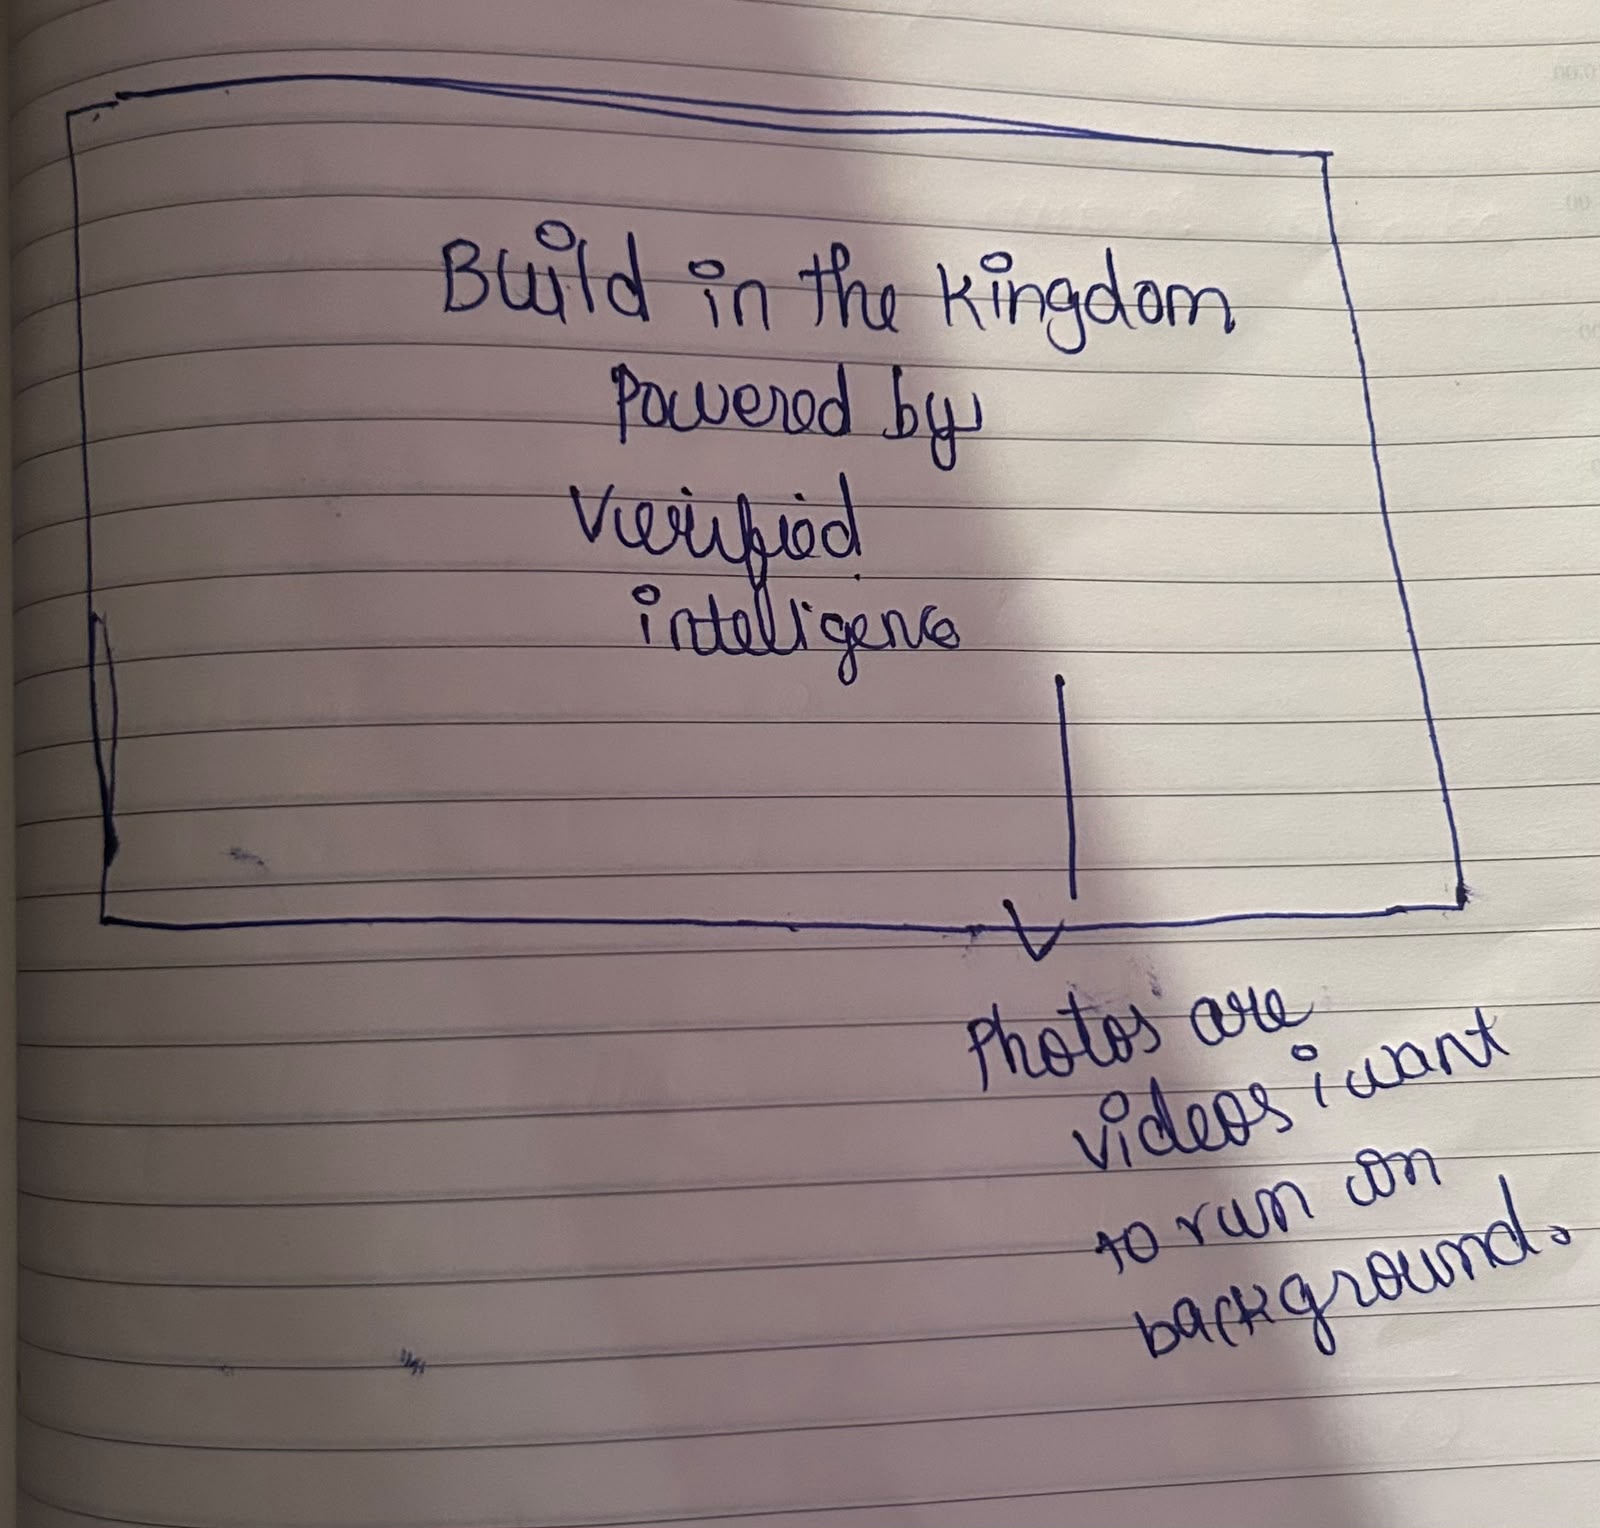 Build in the Kingdom
Powered by
Verified
intelligence
Photos are
videos i want
to run on
background.